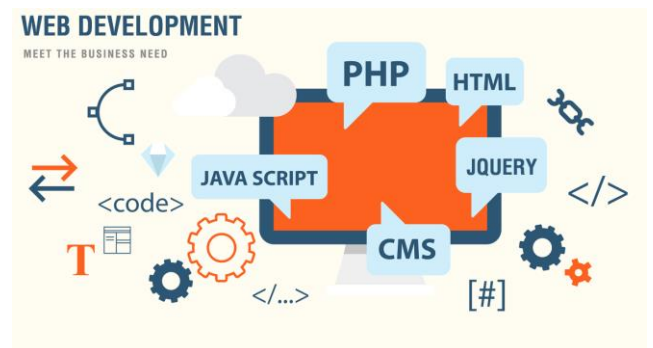 WEB DEVELOPMENT
MEET THE BUSINESS NEED
PHP
HTML
JAVA SCRIPT
JQUERY
<code>
</>
T
CMS
</...>
[#]